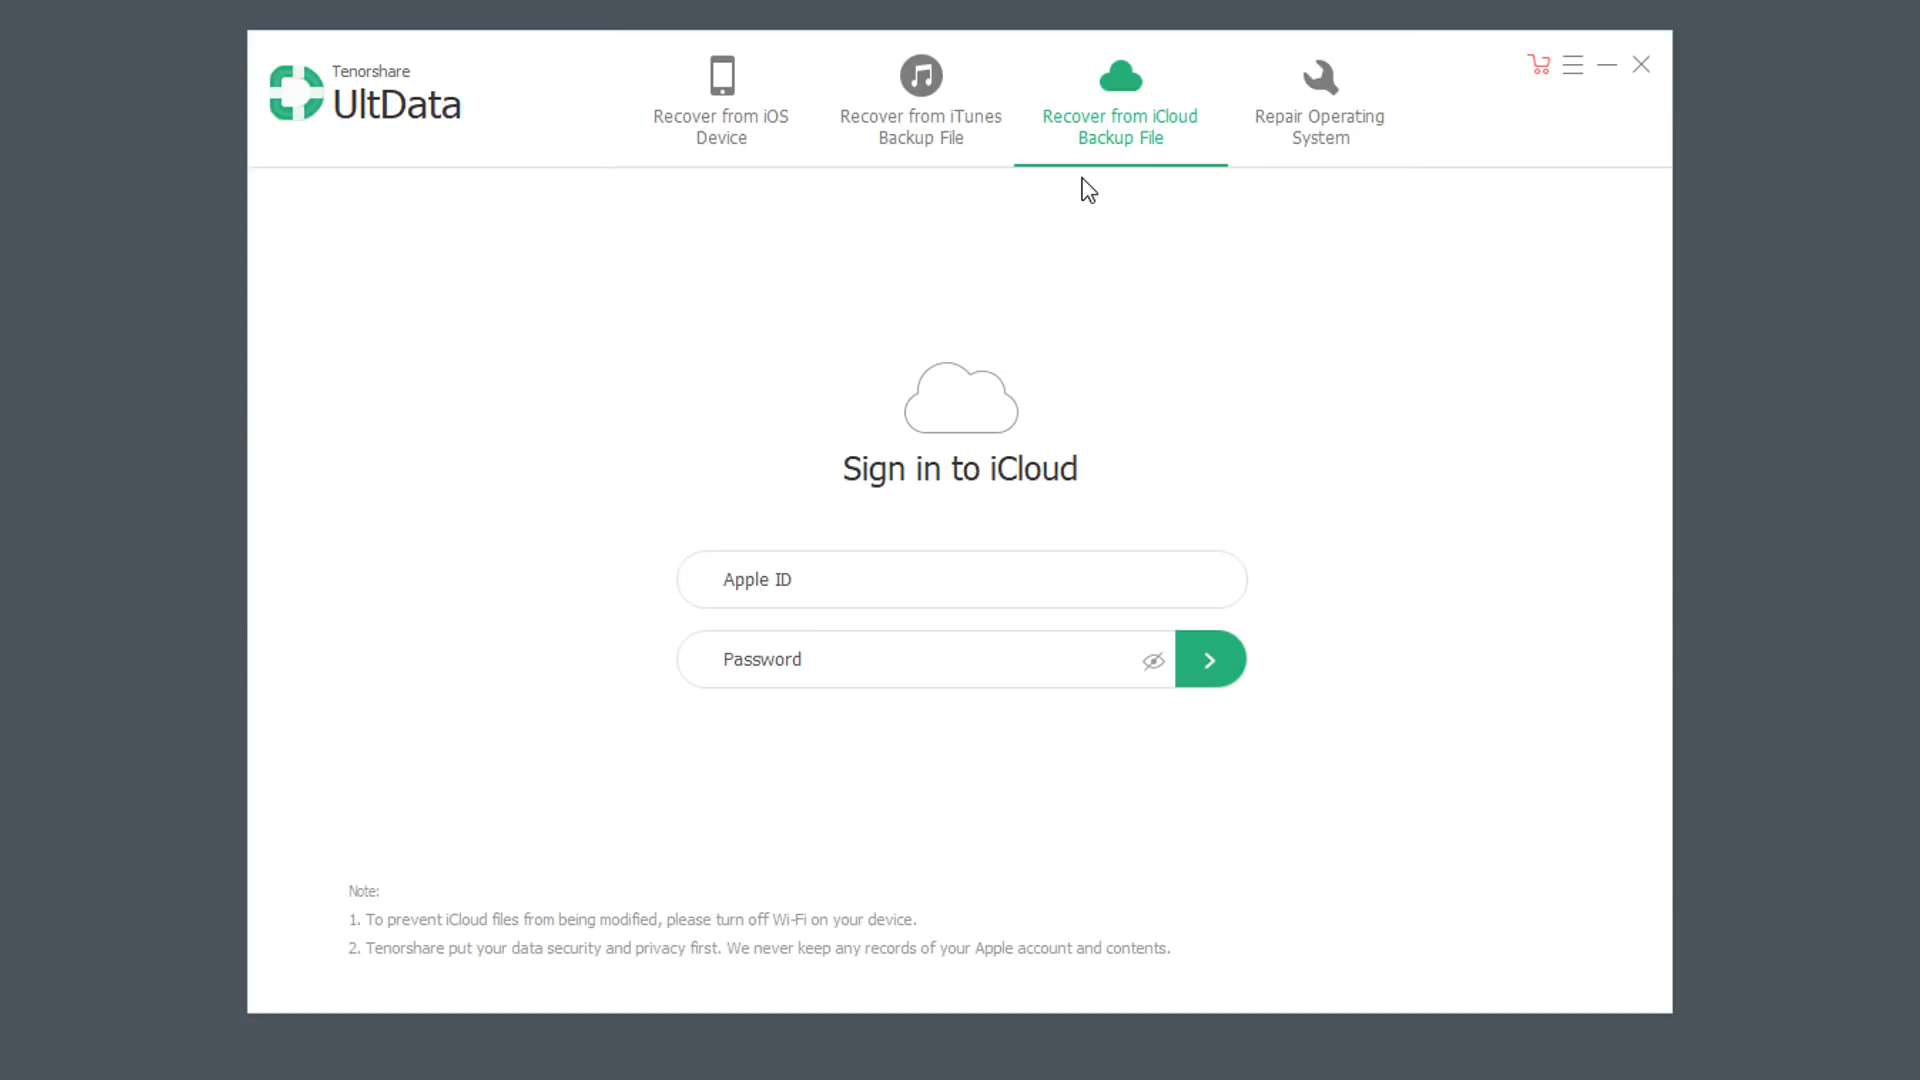 Tenorshare
UltData
Recover from iOS
Device
Recover from iTunes
Backup File
Recover from iCloud
Backup File
Repair Operating
System
Sign in to iCloud
Apple ID
Password
Note:
1. To prevent iCloud files from being modified, please turn off Wi-Fi on your device.
2. Tenorshare put your data security and privacy first. We never keep any records of your Apple account and contents.